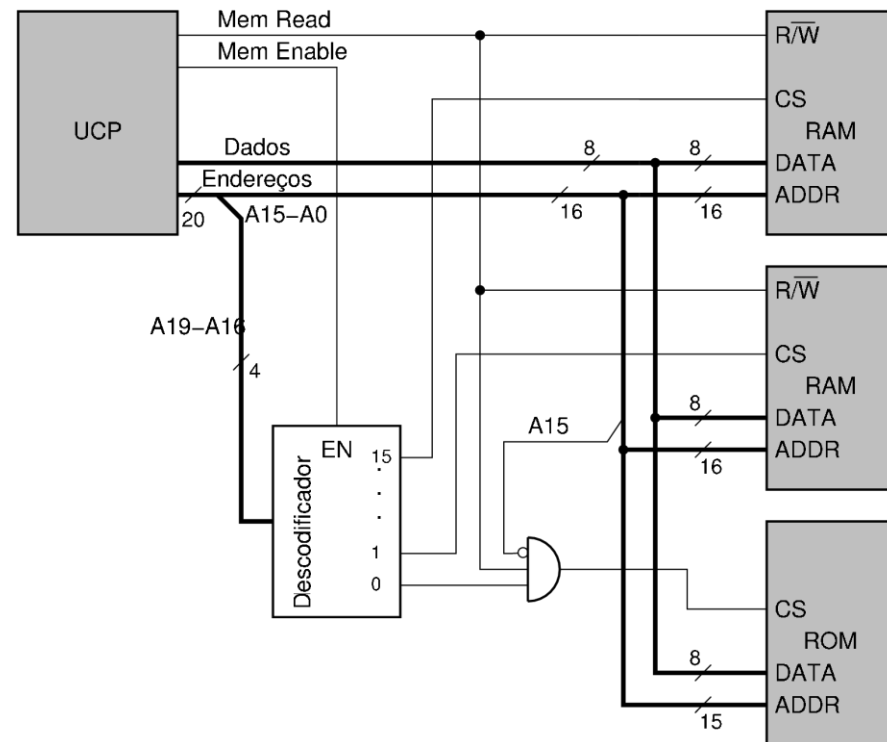 Mem Read
Mem Enable
UCP
Dados
Endereços
20
A15-A0
8
8
16
16
R/W̅
CS
RAM
DATA
ADDR
A19-A16
4
R/W̅
CS
RAM
DATA
ADDR
8
16
A15
EN
Descodificador
15
.
.
.
1
0
CS
ROM
DATA
ADDR
8
15